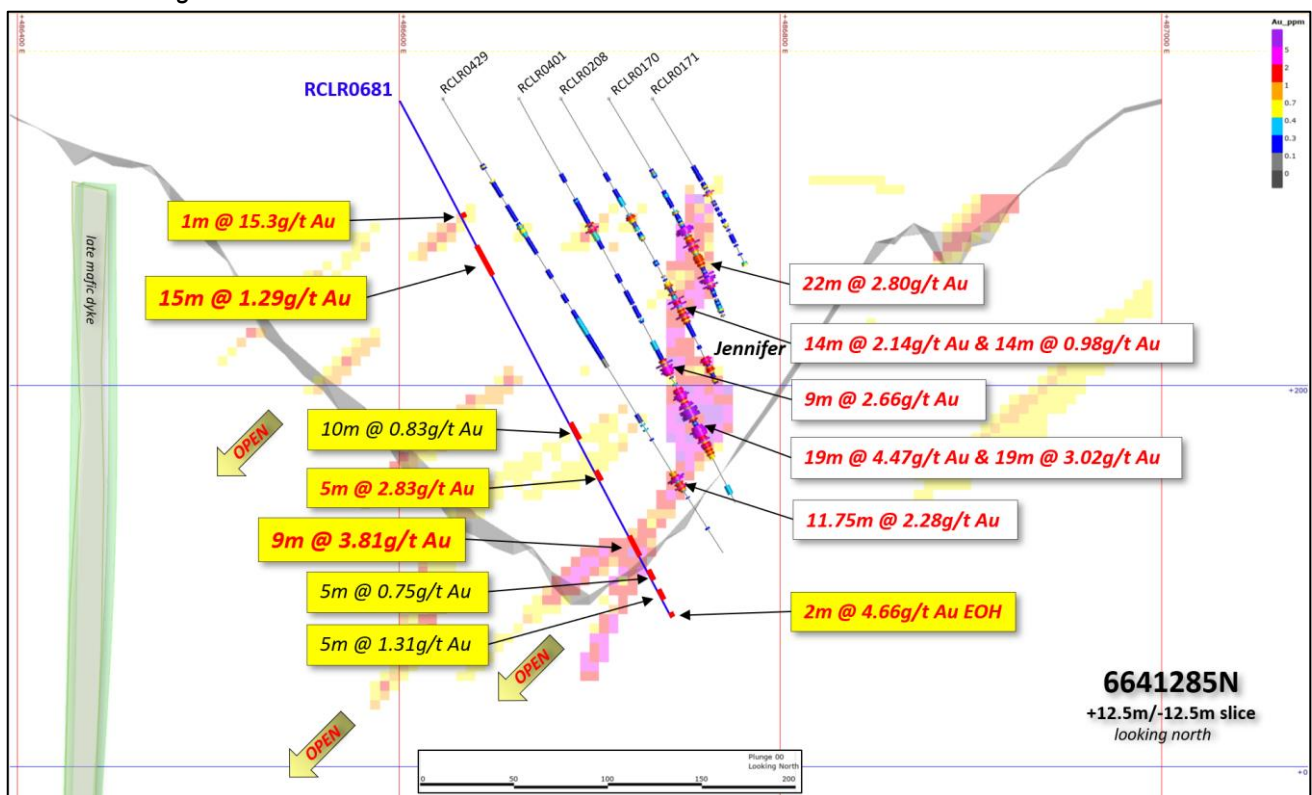 +486400 E
+486600 E
+486800 E
+487000 E
Au_ppm
5
2
1
0.7
0.4
0.3
0.1
0
RCLR0681
RCLR0429
RCLR0401
RCLR0208
RCLR0170
RCLR0171
late mafic dyke
1m @ 15.3g/t Au
15m @ 1.29g/t Au
22m @ 2.80g/t Au
Jennifer
14m @ 2.14g/t Au & 14m @ 0.98g/t Au
9m @ 2.66g/t Au
+200
10m @ 0.83g/t Au
OPEN
19m @ 4.47g/t Au & 19m @ 3.02g/t Au
5m @ 2.83g/t Au
11.75m @ 2.28g/t Au
9m @ 3.81g/t Au
5m @ 0.75g/t Au
2m @ 4.66g/t Au EOH
5m @ 1.31g/t Au
OPEN
OPEN
6641285N
+12.5m/-12.5m slice
looking north
Plunge 00
Looking North
0 50 100 150 200
+0